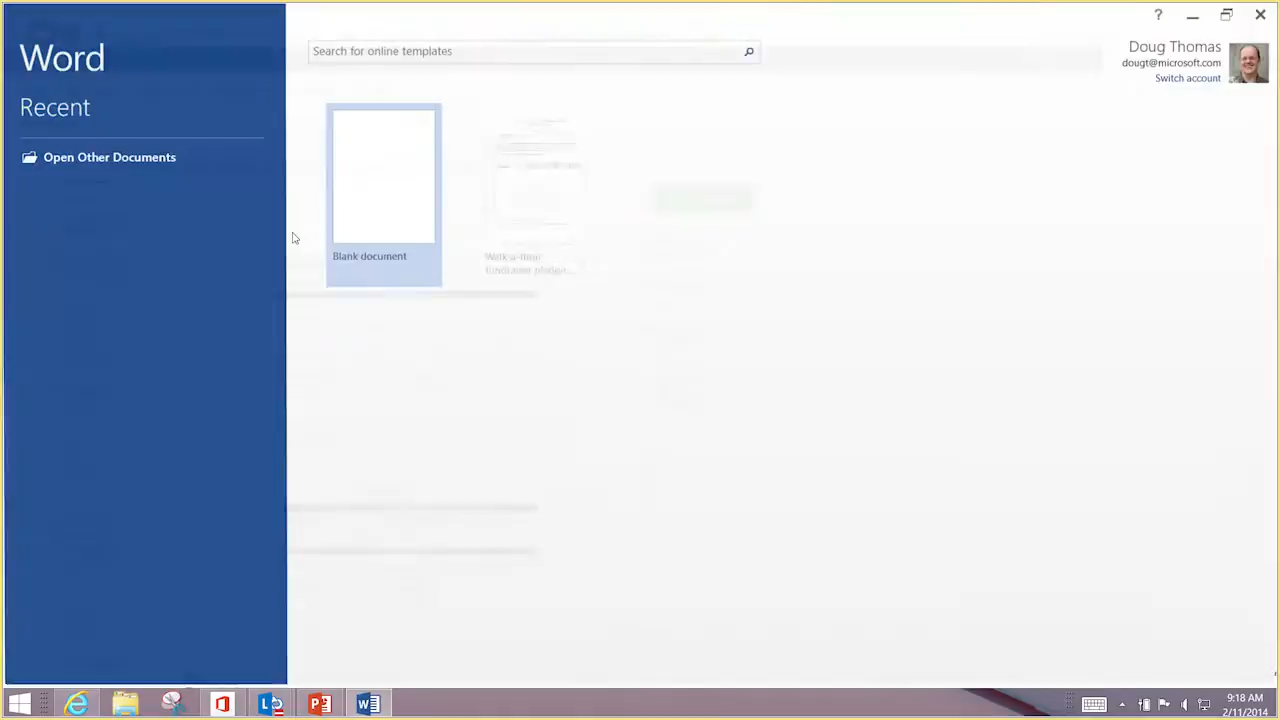 ?
Word
Search for online templates
Doug Thomas
dougt@microsoft.com
Switch account
Recent
Open Other Documents
Blank document
9:18 AM
2/11/2014